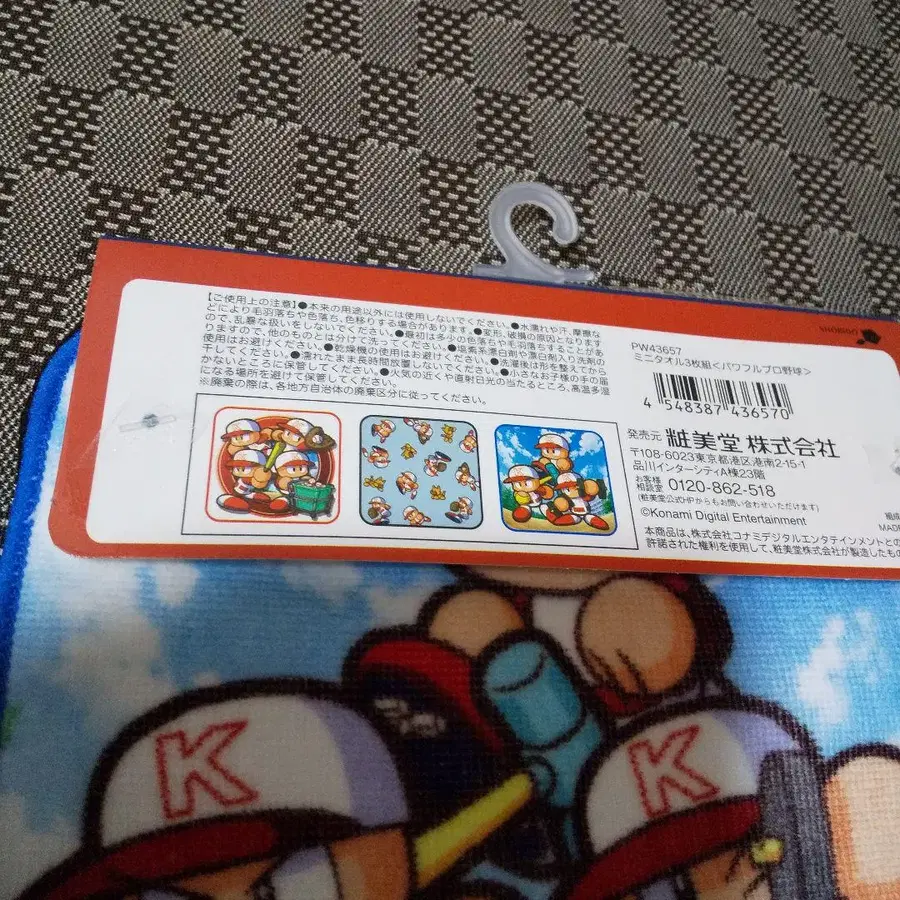 SHOBIDO
【ご使用上の注意】●本来の用途以外には使用しないでください。●水濡れや汗、摩擦な
どにより毛羽落ちや色落ち、色移りする場合があります。●変形、破損の原因となります
ので、乱暴な扱いをしないでください。●最初は多少の色落ちや毛羽落ちすることがあ
りますので、他のものとは分けて洗ってください。●塩素系漂白剤や漂白剤入り洗剤の
使用はお避けください。●乾燥機の使用はお避けください。●洗濯後は形を整えてから
干してください。●濡れたまま長時間放置しないでください。●小さなお子様の手の届
かないところに保管してください。●火気の近くや直射日光の当たるところ、高温多湿
になる場所を避けて保管してください。
※廃棄の際は、各地方自治体の廃棄区分に従ってください。
PW43657
ミニタオル3枚組<パワフルプロ野球>
4 548387 436570
発売元 粧美堂 株式会社
〒108-6023東京都港区港南2-15-1
品川インターシティA棟23階
お客様相談室 0120-862-518
(粧美堂公式HPからもお問い合わせいただけます)
©Konami Digital Entertainment
本商品は、株式会社コナミデジタルエンタテインメントとの
許諾された権利を使用して、粧美堂株式会社が製造したもの
組成
MADE
K
K